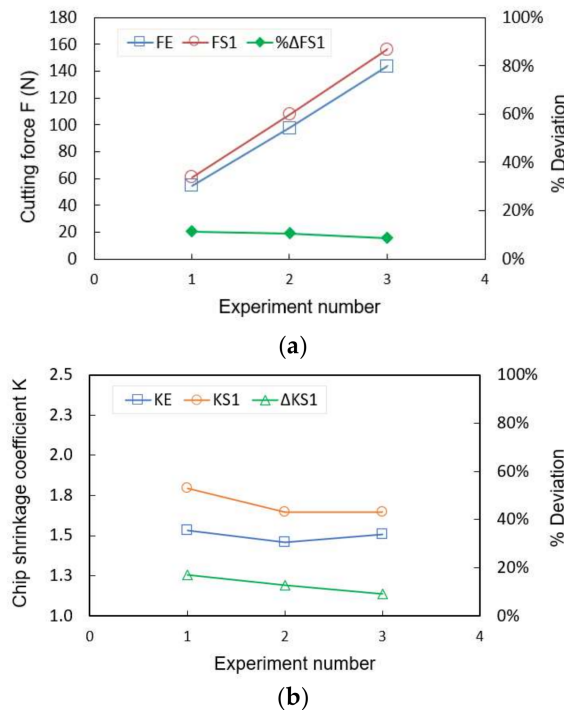 FE FS1 %ΔFS1
Cutting force F (N)
180
160
140
120
100
80
60
40
20
0
100%
80%
60%
40%
20%
0%
% Deviation
0 1 2 3 4
Experiment number
(a)
KE KS1 ΔKS1
Chip shrinkage coefficient K
2.5
2.3
2.0
1.8
1.5
1.3
1.0
100%
80%
60%
40%
20%
0%
% Deviation
0 1 2 3 4
Experiment number
(b)